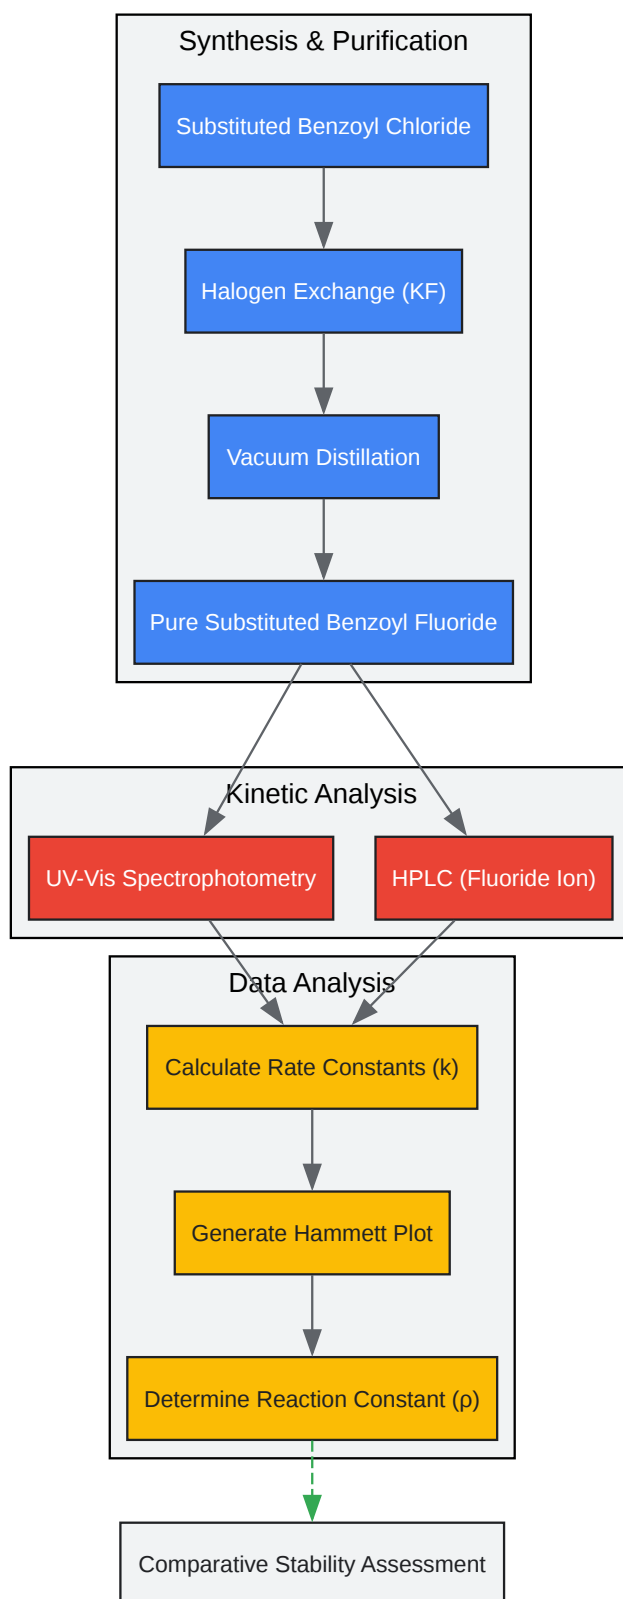 Synthesis & Purification
Substituted Benzoyl Chloride
Halogen Exchange (KF)
Vacuum Distillation
Pure Substituted Benzoyl Fluoride
Kinetic Analysis
UV-Vis Spectrophotometry
HPLC (Fluoride Ion)
Data Analysis
Calculate Rate Constants (k)
Generate Hammett Plot
Determine Reaction Constant (ρ)
Comparative Stability Assessment